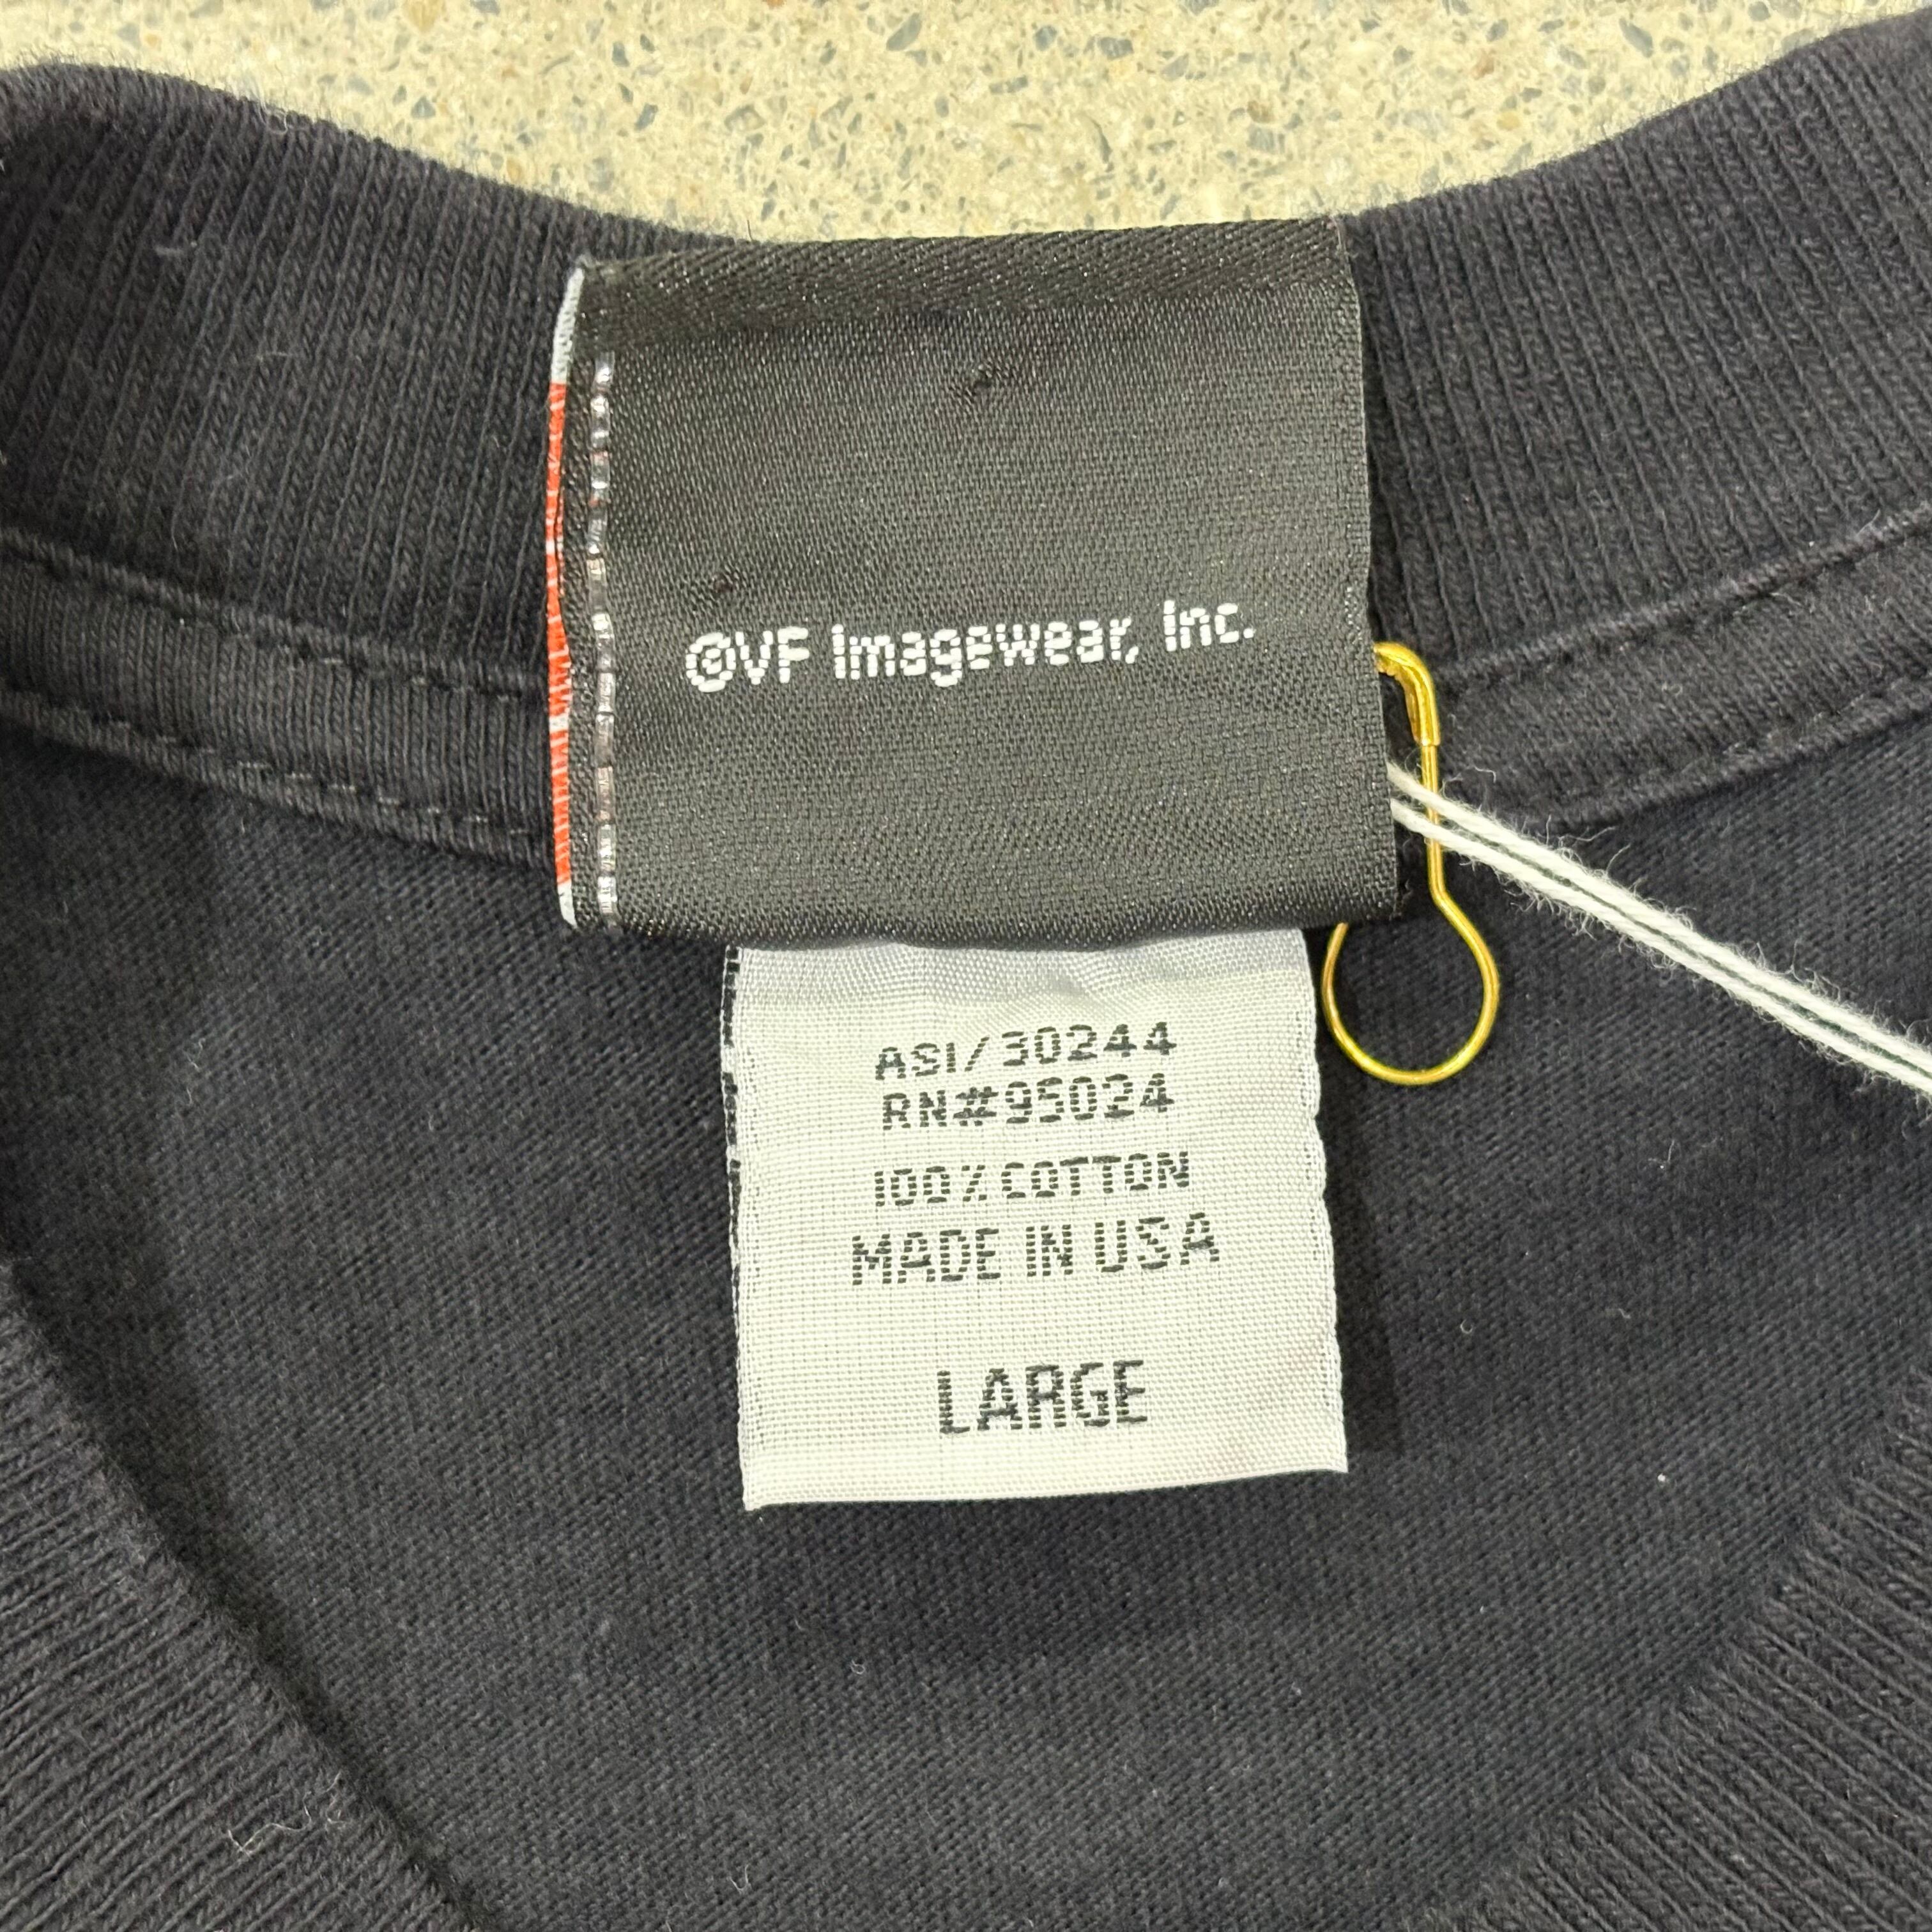 ©VF Imagewear, Inc.
ASI/30244
RN#95024
100% COTTON
MADE IN USA
LARGE